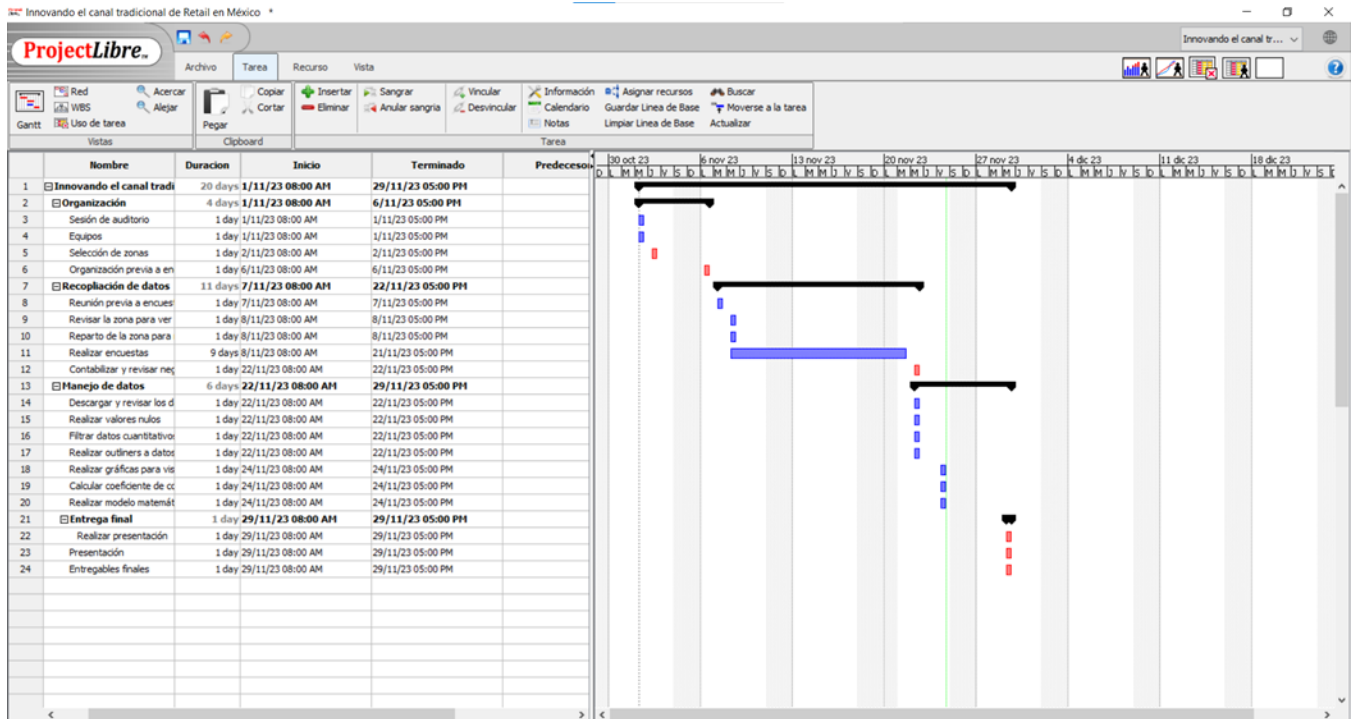 Innovando el canal tradicional de Retail en México *
ProjectLibre™
Innovando el canal tr...
Archivo Tarea Recurso Vista
Red Acercar Copiar Insertar Sangrar Vincular Información Asignar recursos Buscar
WBS Alejar Cortar Eliminar Anular sangria Desvincular Calendario Guardar Linea de Base Moverse a la tarea
Gantt Uso de tarea Pegar Notas Limpiar Linea de Base Actualizar
Vistas Clipboard Tarea
Nombre Duracion Inicio Terminado Predeceso
30 oct 23 6 nov 23 13 nov 23 20 nov 23 27 nov 23 4 dic 23 11 dic 23 18 dic 23
D L M M J V S D L M M J V S D L M M J V S D L M M J V S D L M M J V S D L M M J V S D L M M J V S D L M M J V S
1 Innovando el canal tradi 20 days 1/11/23 08:00 AM 29/11/23 05:00 PM
2 Organización 4 days 1/11/23 08:00 AM 6/11/23 05:00 PM
3 Sesión de auditorio 1 day 1/11/23 08:00 AM 1/11/23 05:00 PM
4 Equipos 1 day 1/11/23 08:00 AM 1/11/23 05:00 PM
5 Selección de zonas 1 day 2/11/23 08:00 AM 2/11/23 05:00 PM
6 Organización previa a en 1 day 6/11/23 08:00 AM 6/11/23 05:00 PM
7 Recopliación de datos 11 days 7/11/23 08:00 AM 22/11/23 05:00 PM
8 Reunión previa a encues 1 day 7/11/23 08:00 AM 7/11/23 05:00 PM
9 Revisar la zona para ver 1 day 8/11/23 08:00 AM 8/11/23 05:00 PM
10 Reparto de la zona para 1 day 8/11/23 08:00 AM 8/11/23 05:00 PM
11 Realizar encuestas 9 days 8/11/23 08:00 AM 21/11/23 05:00 PM
12 Contabilizar y revisar neg 1 day 22/11/23 08:00 AM 22/11/23 05:00 PM
13 Manejo de datos 6 days 22/11/23 08:00 AM 29/11/23 05:00 PM
14 Descargar y revisar los d 1 day 22/11/23 08:00 AM 22/11/23 05:00 PM
15 Realizar valores nulos 1 day 22/11/23 08:00 AM 22/11/23 05:00 PM
16 Filtrar datos cuantitativo 1 day 22/11/23 08:00 AM 22/11/23 05:00 PM
17 Realizar outliners a datos 1 day 22/11/23 08:00 AM 22/11/23 05:00 PM
18 Realizar gráficas para vis 1 day 24/11/23 08:00 AM 24/11/23 05:00 PM
19 Calcular coeficiente de co 1 day 24/11/23 08:00 AM 24/11/23 05:00 PM
20 Realizar modelo matemát 1 day 24/11/23 08:00 AM 24/11/23 05:00 PM
21 Entrega final 1 day 29/11/23 08:00 AM 29/11/23 05:00 PM
22 Realizar presentación 1 day 29/11/23 08:00 AM 29/11/23 05:00 PM
23 Presentación 1 day 29/11/23 08:00 AM 29/11/23 05:00 PM
24 Entregables finales 1 day 29/11/23 08:00 AM 29/11/23 05:00 PM